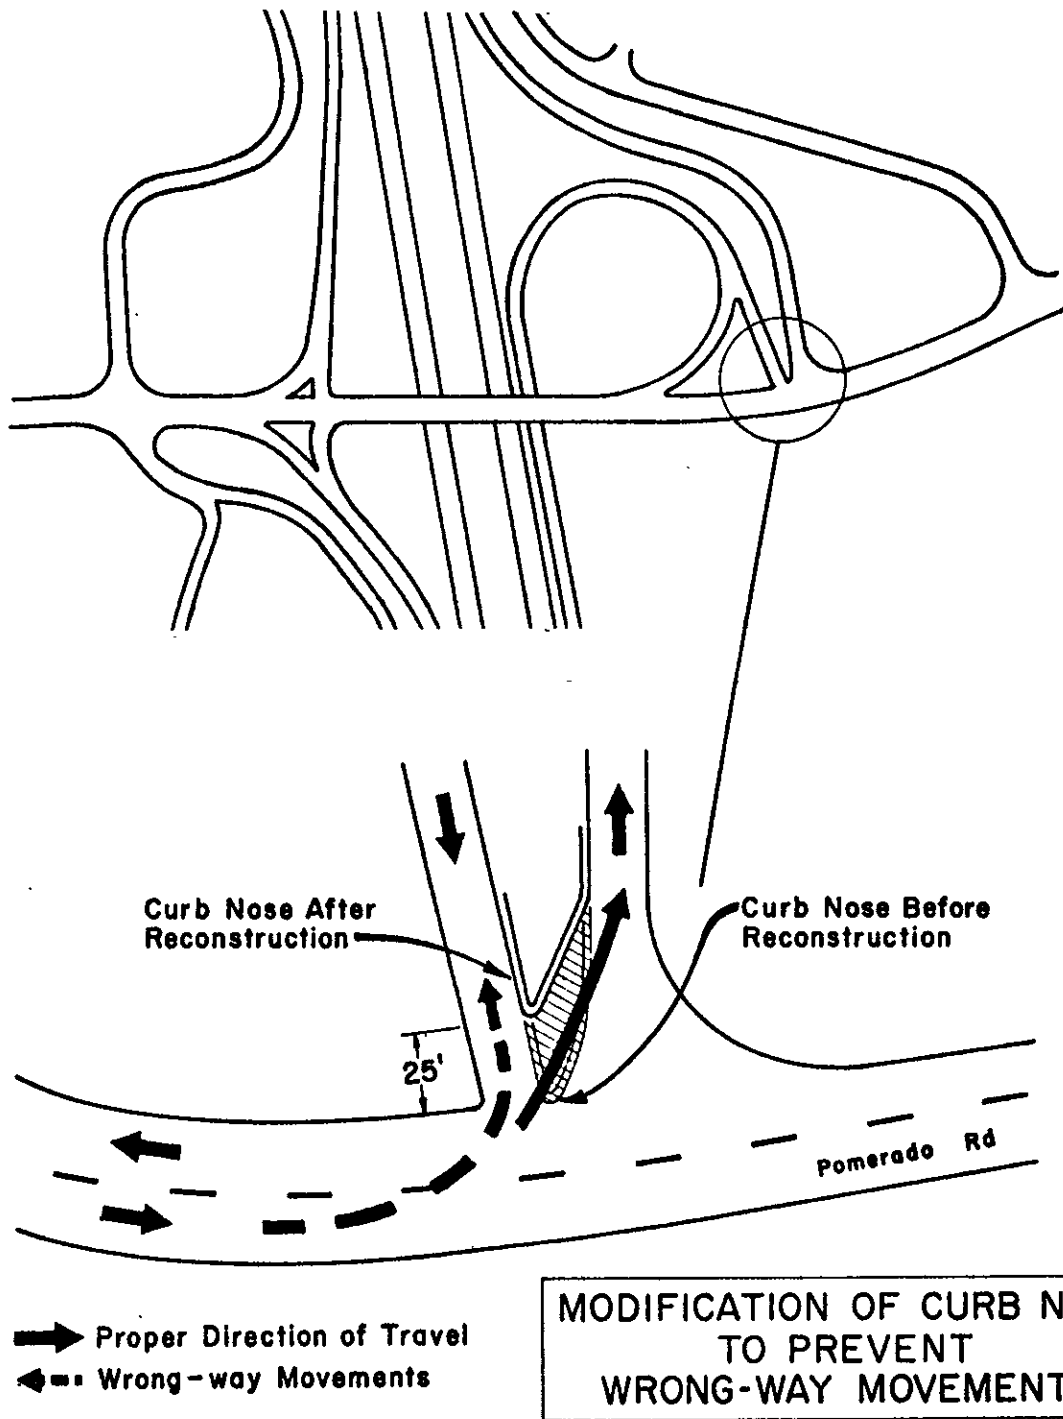 Curb Nose After
Reconstruction
Curb Nose Before
Reconstruction
25'
Pomerado Rd
Proper Direction of Travel
Wrong-way Movements
MODIFICATION OF CURB N
TO PREVENT
WRONG-WAY MOVEMENT